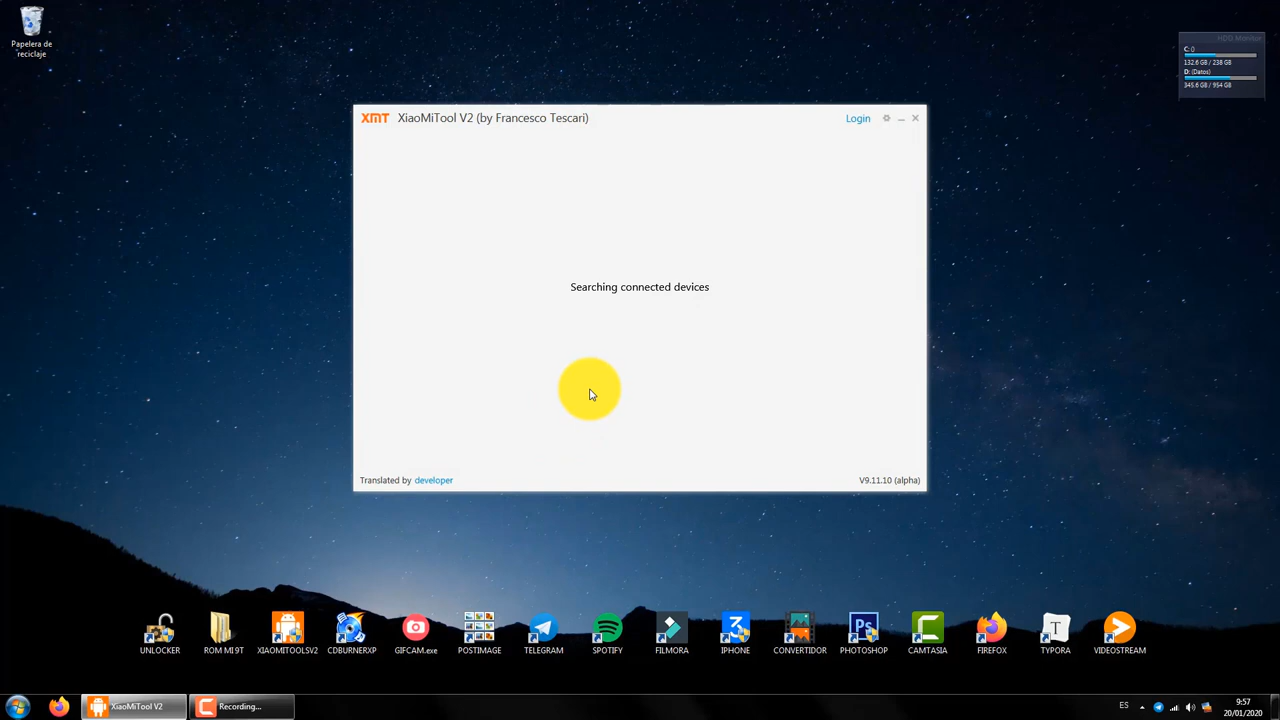 Papelera de
reciclaje
HDD Monitor
C: ()
132.6 GB / 238 GB
D: (Datos)
345.6 GB / 954 GB
XMT XiaoMiTool V2 (by Francesco Tescari)
Login
Searching connected devices
Translated by developer
V9.11.10 (alpha)
UNLOCKER
ROM MI 9T
XIAOMITOOLSV2
CDBURNERXP
GIFCAM.exe
POSTIMAGE
TELEGRAM
SPOTIFY
FILMORA
IPHONE
CONVERTIDOR
PHOTOSHOP
CAMTASIA
FIREFOX
TYPORA
VIDEOSTREAM
XiaoMiTool V2
Recording...
ES
9:57
20/01/2020